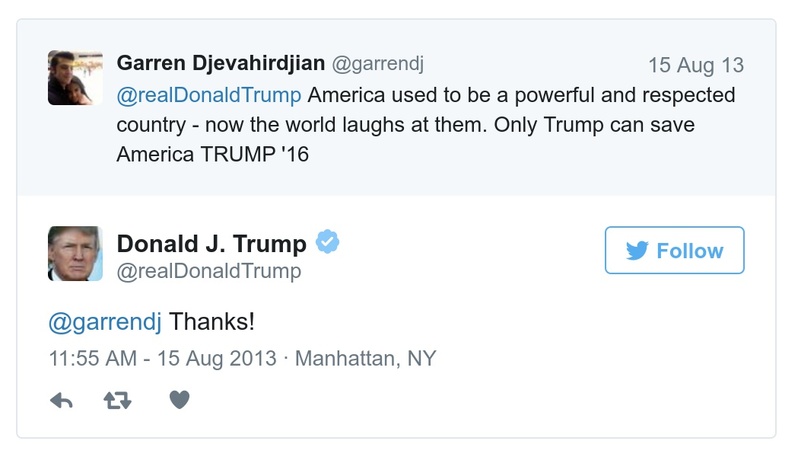 Garren Djevahirdjian @garrendj 15 Aug 13
@realDonaldTrump America used to be a powerful and respected
country - now the world laughs at them. Only Trump can save
America TRUMP '16
Donald J. Trump
@realDonaldTrump
Follow
@garrendj Thanks!
11:55 AM - 15 Aug 2013 · Manhattan, NY